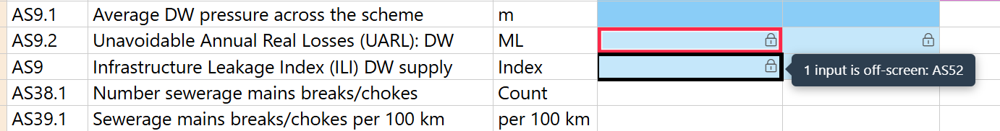 AS9.1 Average DW pressure across the scheme m
AS9.2 Unavoidable Annual Real Losses (UARL): DW ML
AS9 Infrastructure Leakage Index (ILI) DW supply Index 1 input is off-screen: AS52
AS38.1 Number sewerage mains breaks/chokes Count
AS39.1 Sewerage mains breaks/chokes per 100 km per 100 km